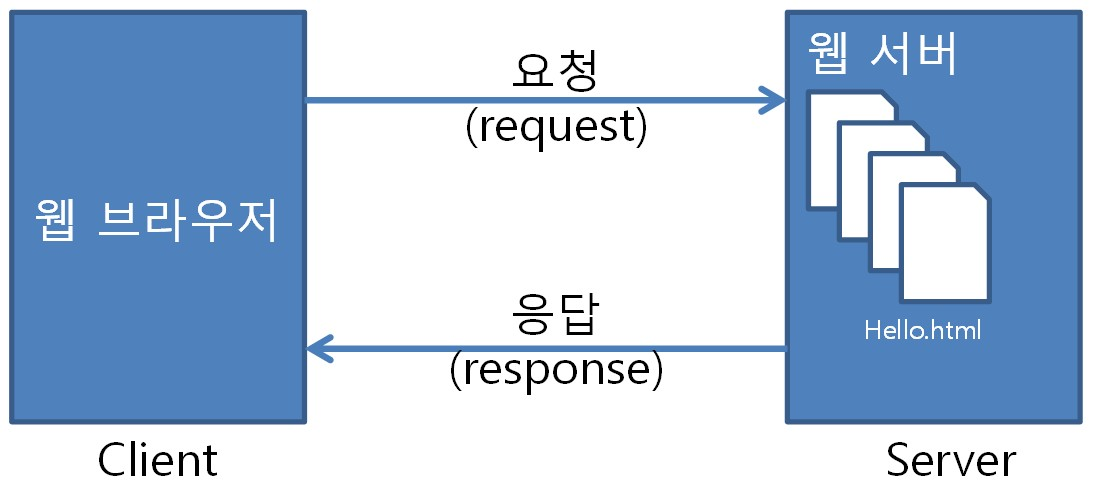 요청
(request)
웹 브라우저
웹 서버
Hello.html
응답
(response)
Client
Server